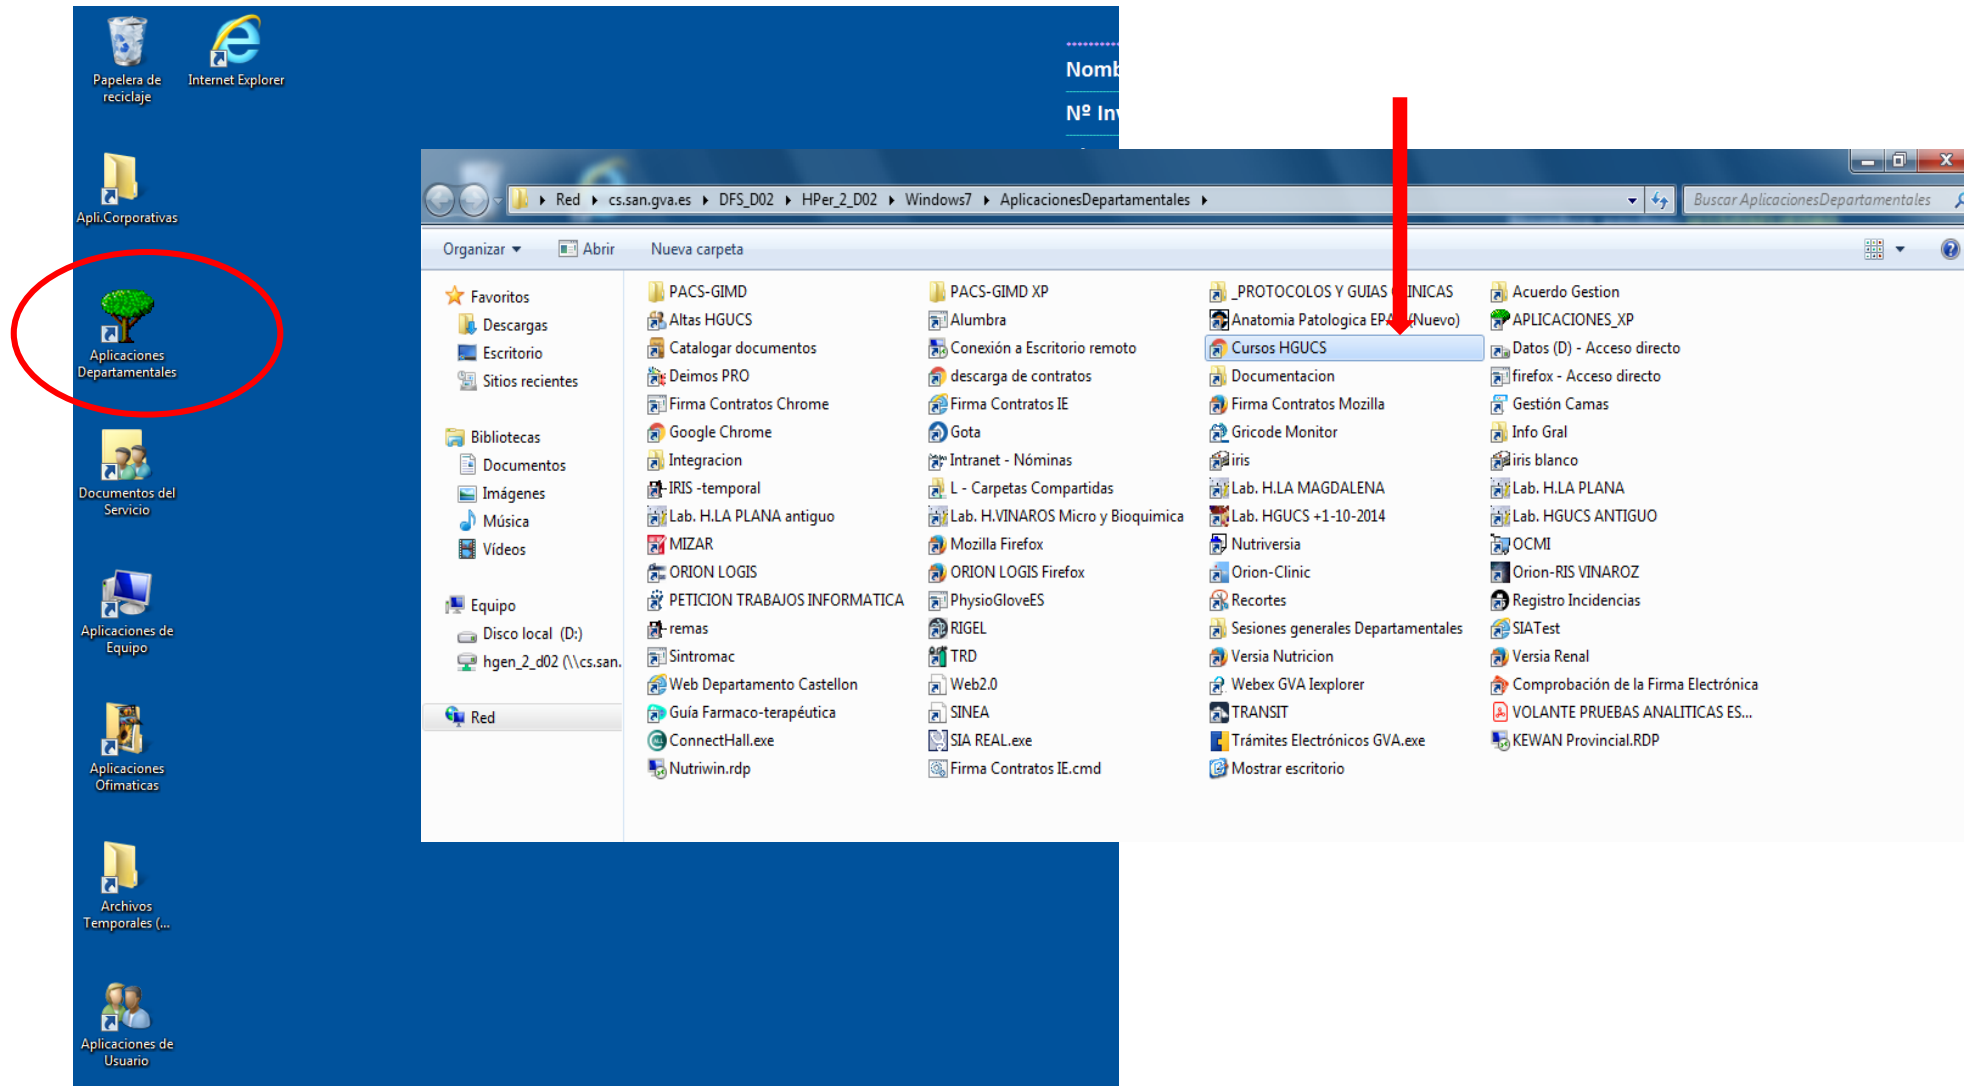 Papelera de
reciclaje
Internet Explorer
Nomb
Nº Inv
Apli.Corporativas
Aplicaciones
Departamentales
Documentos del
Servicio
Aplicaciones de
Equipo
Aplicaciones
Ofimaticas
Archivos
Temporales (...
Aplicaciones de
Usuario
Red ▸ cs.san.gva.es ▸ DFS_D02 ▸ HPer_2_D02 ▸ Windows7 ▸ AplicacionesDepartamentales ▸
Buscar AplicacionesDepartamentales
Organizar Abrir Nueva carpeta
Favoritos
Descargas
Escritorio
Sitios recientes
Bibliotecas
Documentos
Imágenes
Música
Vídeos
Equipo
Disco local (D:)
hgen_2_d02 (\\cs.san.
Red
PACS-GIMD PACS-GIMD XP _PROTOCOLOS Y GUIAS CLINICAS Acuerdo Gestion
Altas HGUCS Alumbra Anatomia Patologica (Nuevo) APLICACIONES_XP
Catalogar documentos Conexión a Escritorio remoto Cursos HGUCS Datos (D) - Acceso directo
Deimos PRO descarga de contratos Documentacion firefox - Acceso directo
Firma Contratos Chrome Firma Contratos IE Firma Contratos Mozilla Gestión Camas
Google Chrome Gota Gricode Monitor Info Gral
Integracion Intranet - Nóminas iris iris blanco
IRIS -temporal L - Carpetas Compartidas Lab. H.LA MAGDALENA Lab. H.LA PLANA
Lab. H.LA PLANA antiguo Lab. H.VINAROS Micro y Bioquimica Lab. HGUCS +1-10-2014 Lab. HGUCS ANTIGUO
MIZAR Mozilla Firefox Nutriversia OCMI
ORION LOGIS ORION LOGIS Firefox Orion-Clinic Orion-RIS VINAROZ
PETICION TRABAJOS INFORMATICA PhysioGloveES Recortes Registro Incidencias
remas RIGEL Sesiones generales Departamentales SIATest
Sintromac TRD Versia Nutricion Versia Renal
Web Departamento Castellon Web2.0 Webex GVA Iexplorer Comprobación de la Firma Electrónica
Guía Farmaco-terapéutica SINEA TRANSIT VOLANTE PRUEBAS ANALITICAS ES...
ConnectHall.exe SIA REAL.exe Trámites Electrónicos GVA.exe KEWAN Provincial.RDP
Nutriwin.rdp Firma Contratos IE.cmd Mostrar escritorio